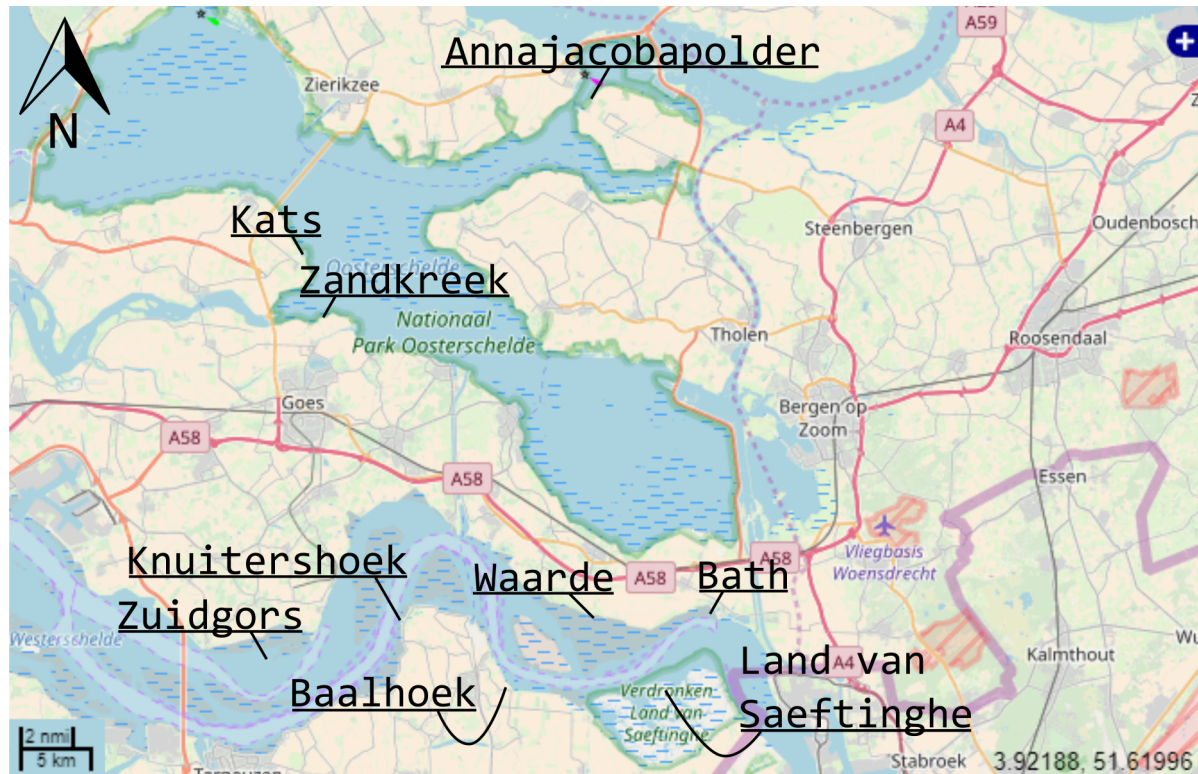 A59
Annajacobapolder
Zierikzee
N
A4
Kats
Steenbergen
Oudenbosch
Oosterschelde
Zandkreek
Nationaal
Park Oosterschelde
Tholen
Roosendaal
Goes
Bergen op
Zoom
A58
A58
Essen
Knuitershoek
Waarde
A58
Bath
A58
Vliegbasis
Woensdrecht
Zuidgors
Westerschelde
Baalhoek
Verdronken
Land van
Saeftinghe
Land van
Saeftinghe
A4
Kalmthout
2 nmi
5 km
Terneuzen
Stabroek
3.92188, 51.61996